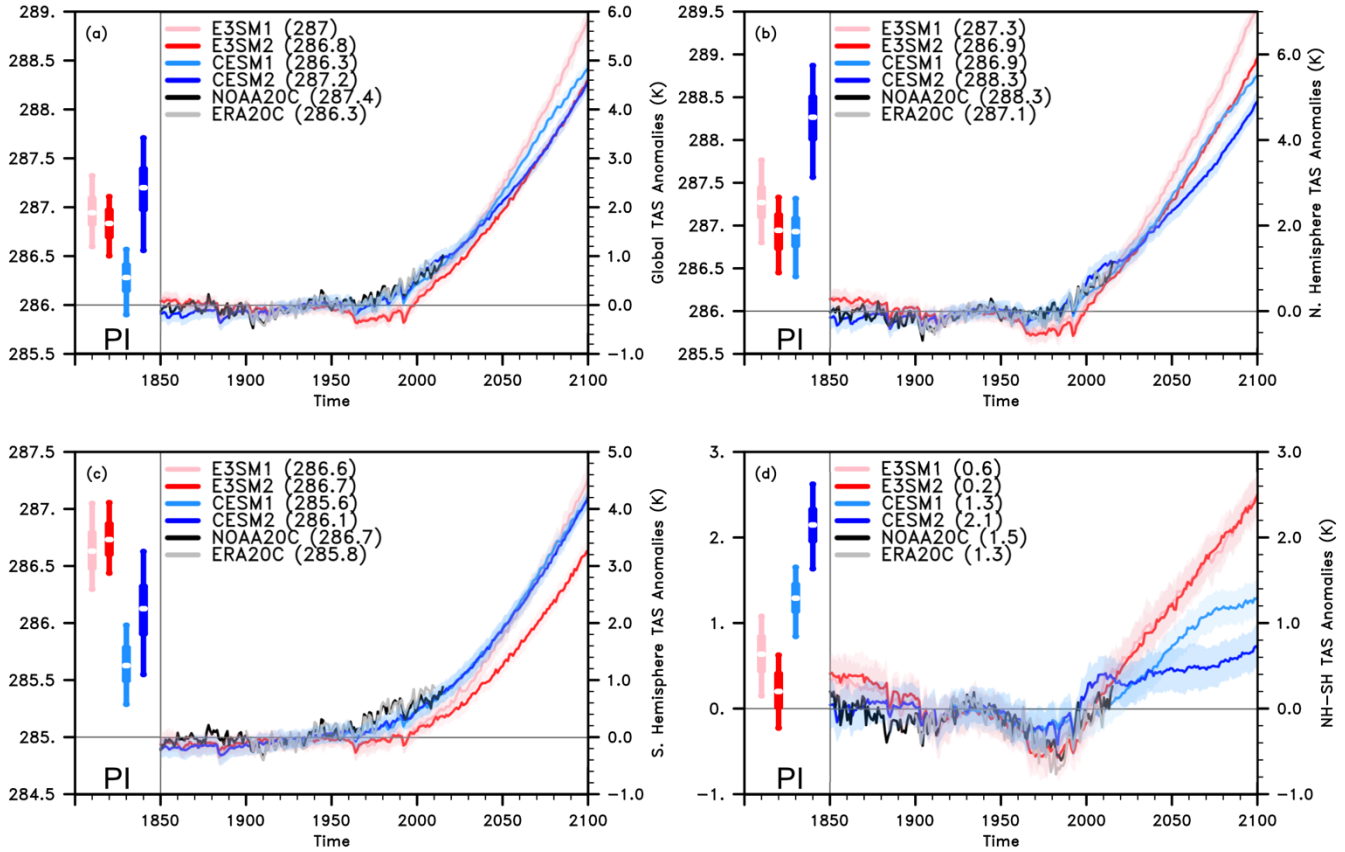 (a)
E3SM1 (287)
E3SM2 (286.8)
CESM1 (286.3)
CESM2 (287.2)
NOAA20C (287.4)
ERA20C (286.3)
289.
288.5
288.
287.5
287.
286.5
286.
285.5
PI
6.0
5.0
4.0
3.0
2.0
1.0
0.0
−1.0
Global TAS Anomalies (K)
1850 1900 1950 2000 2050 2100
Time
(b)
E3SM1 (287.3)
E3SM2 (286.9)
CESM1 (286.9)
CESM2 (288.3)
NOAA20C (288.3)
ERA20C (287.1)
289.5
289.
288.5
288.
287.5
287.
286.5
286.
285.5
PI
6.0
4.0
2.0
0.0
N. Hemisphere TAS Anomalies (K)
1850 1900 1950 2000 2050 2100
Time
(c)
E3SM1 (286.6)
E3SM2 (286.7)
CESM1 (285.6)
CESM2 (286.1)
NOAA20C (286.7)
ERA20C (285.8)
287.5
287.
286.5
286.
285.5
285.
284.5
PI
5.0
4.0
3.0
2.0
1.0
0.0
−1.0
S. Hemisphere TAS Anomalies (K)
1850 1900 1950 2000 2050 2100
Time
(d)
E3SM1 (0.6)
E3SM2 (0.2)
CESM1 (1.3)
CESM2 (2.1)
NOAA20C (1.5)
ERA20C (1.3)
3.
2.
1.
0.
−1.
PI
3.0
2.0
1.0
0.0
−1.0
NH−SH TAS Anomalies (K)
1850 1900 1950 2000 2050 2100
Time